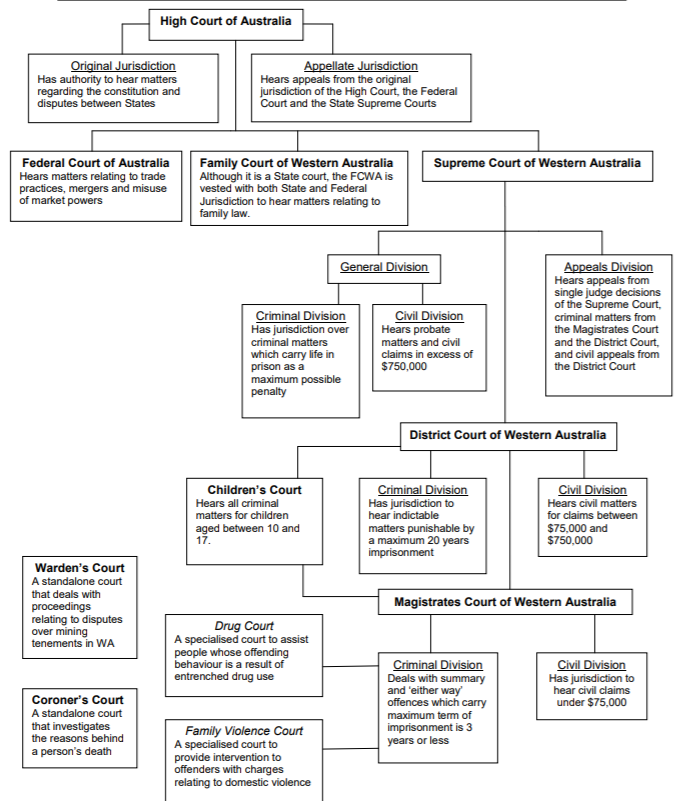 High Court of Australia
Original Jurisdiction
Has authority to hear matters
regarding the constitution and
disputes between States
Appellate Jurisdiction
Hears appeals from the original
jurisdiction of the High Court, the Federal
Court and the State Supreme Courts
Federal Court of Australia
Hears matters relating to trade
practices, mergers and misuse
of market powers
Family Court of Western Australia
Although it is a State court, the FCWA is
vested with both State and Federal
Jurisdiction to hear matters relating to
family law.
Supreme Court of Western Australia
General Division
Appeals Division
Hears appeals from
single judge decisions
of the Supreme Court,
criminal matters from
the Magistrates Court
and the District Court,
and civil appeals from
the District Court
Criminal Division
Has jurisdiction over
criminal matters
which carry life in
prison as a
maximum possible
penalty
Civil Division
Hears probate
matters and civil
claims in excess of
$750,000
District Court of Western Australia
Children's Court
Hears all criminal
matters for children
aged between 10 and
17.
Criminal Division
Has jurisdiction to
hear indictable
matters punishable by
a maximum 20 years
imprisonment
Civil Division
Hears civil matters
for claims between
$75,000 and
$750,000
Warden's Court
A standalone court
that deals with
proceedings
relating to disputes
over mining
tenements in WA
Magistrates Court of Western Australia
Drug Court
A specialised court to assist
people whose offending
behaviour is a result of
entrenched drug use
Criminal Division
Deals with summary
and 'either way'
offences which carry
maximum term of
imprisonment is 3
years or less
Civil Division
Has jurisdiction to
hear civil claims
under $75,000
Coroner's Court
A standalone court
that investigates
the reasons behind
a person's death
Family Violence Court
A specialised court to
provide intervention to
offenders with charges
relating to domestic violence